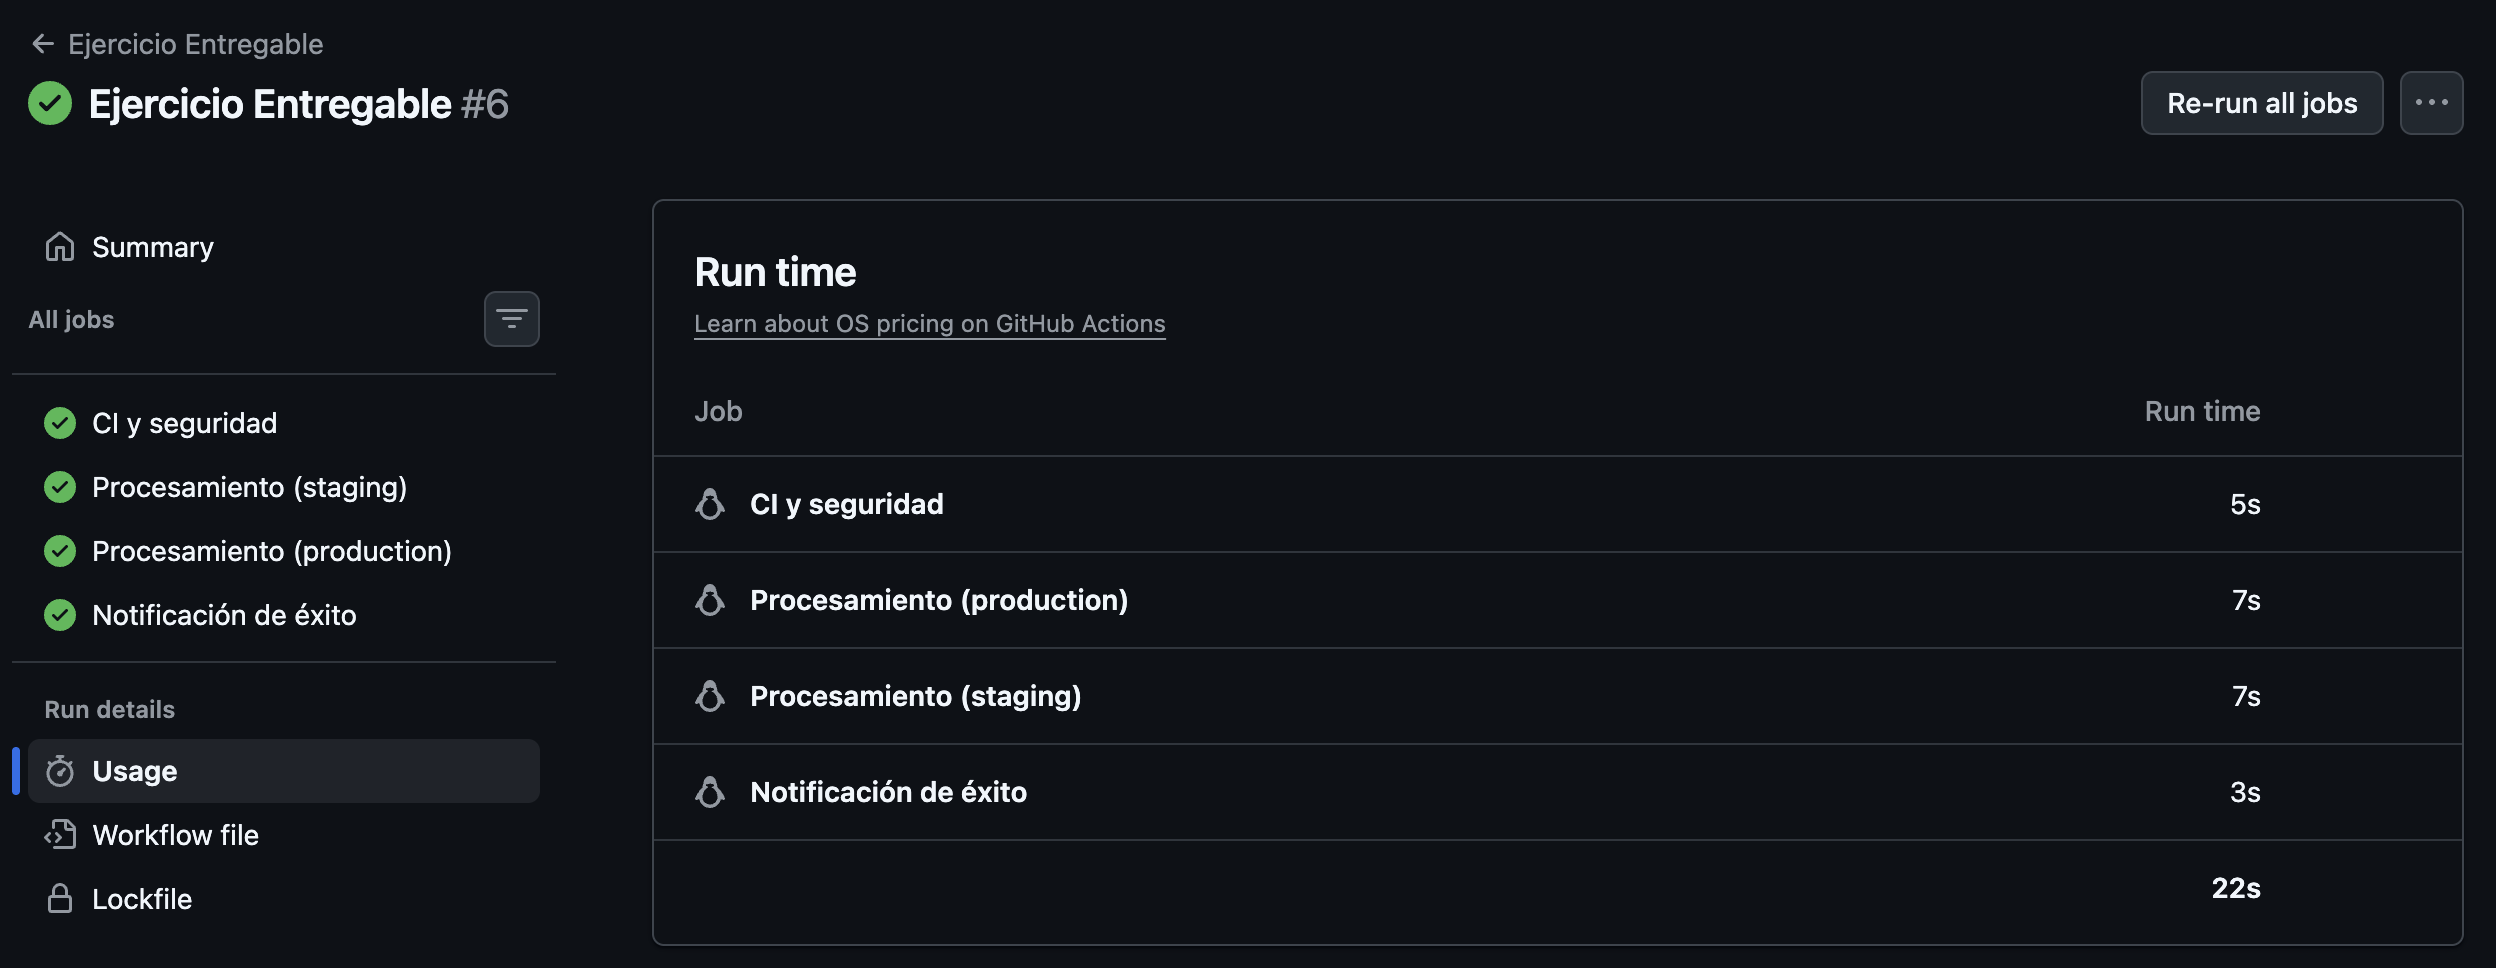 Ejercicio Entregable
Ejercicio Entregable #6
Re-run all jobs
Summary
All jobs
CI y seguridad
Procesamiento (staging)
Procesamiento (production)
Notificación de éxito
Run details
Usage
Workflow file
Lockfile
Run time
Learn about OS pricing on GitHub Actions
Job Run time
CI y seguridad 5s
Procesamiento (production) 7s
Procesamiento (staging) 7s
Notificación de éxito 3s
22s